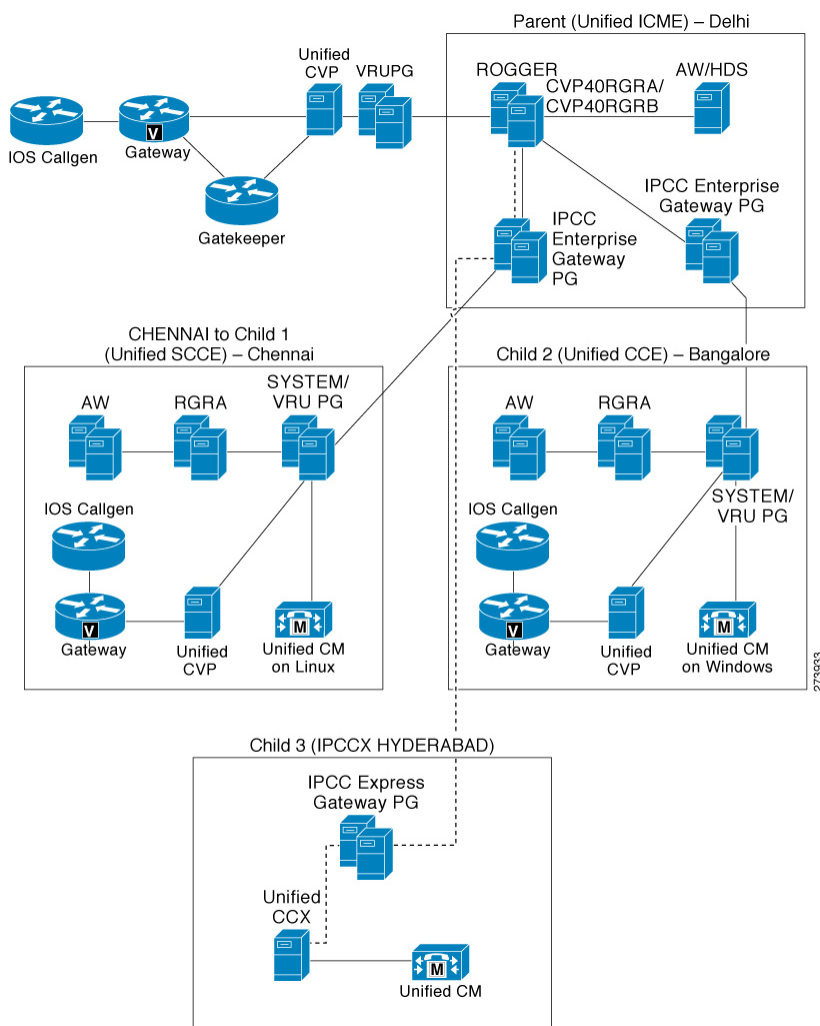 Parent (Unified ICME) – Delhi
Unified
CVP
VRUPG
ROGGER
CVP40RGRA/
CVP40RGRB
AW/HDS
IOS Callgen
V
Gateway
Gatekeeper
IPCC Enterprise
Gateway PG
IPCC
Enterprise
Gateway
PG
CHENNAI to Child 1
(Unified SCCE) – Chennai
AW
RGRA
SYSTEM/
VRU PG
IOS Callgen
V
Gateway
Unified
CVP
M
Unified CM
on Linux
Child 2 (Unified CCE) – Bangalore
AW
RGRA
SYSTEM/
VRU PG
IOS Callgen
V
Gateway
Unified
CVP
M
Unified CM
on Windows
273933
Child 3 (IPCCX HYDERABAD)
IPCC Express
Gateway PG
Unified
CCX
M
Unified CM